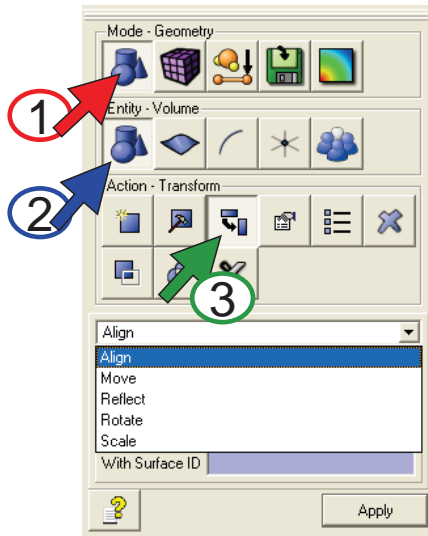 Mode - Geometry
1
Entity - Volume
2
Action - Transform
3
Align
Align
Move
Reflect
Rotate
Scale
With Surface ID
Apply